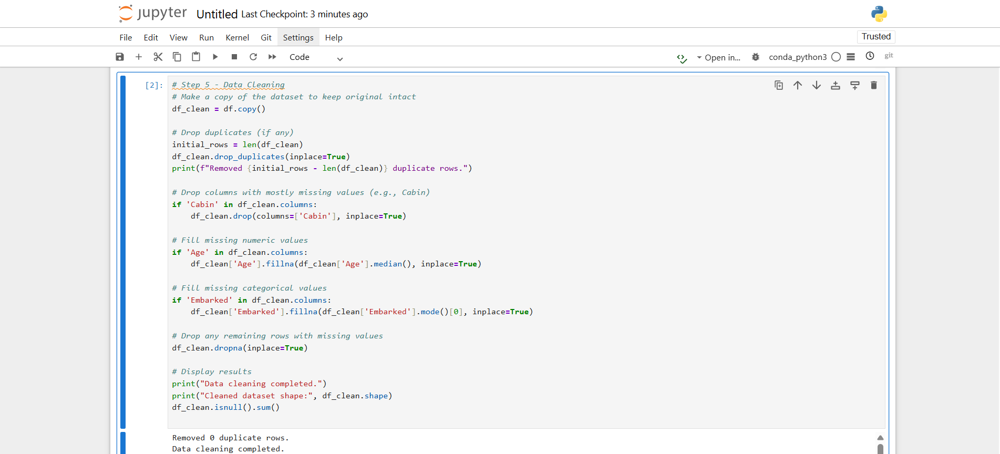 jupyter Untitled Last Checkpoint: 3 minutes ago
File Edit View Run Kernel Git Settings Help Trusted
Code Open in... conda_python3 git
[2]: # Step 5 - Data Cleaning
# Make a copy of the dataset to keep original intact
df_clean = df.copy()
# Drop duplicates (if any)
initial_rows = len(df_clean)
df_clean.drop_duplicates(inplace=True)
print(f"Removed {initial_rows - len(df_clean)} duplicate rows.")
# Drop columns with mostly missing values (e.g., Cabin)
if 'Cabin' in df_clean.columns:
    df_clean.drop(columns=['Cabin'], inplace=True)
# Fill missing numeric values
if 'Age' in df_clean.columns:
    df_clean['Age'].fillna(df_clean['Age'].median(), inplace=True)
# Fill missing categorical values
if 'Embarked' in df_clean.columns:
    df_clean['Embarked'].fillna(df_clean['Embarked'].mode()[0], inplace=True)
# Drop any remaining rows with missing values
df_clean.dropna(inplace=True)
# Display results
print("Data cleaning completed.")
print("Cleaned dataset shape:", df_clean.shape)
df_clean.isnull().sum()
Removed 0 duplicate rows.
Data cleaning completed.